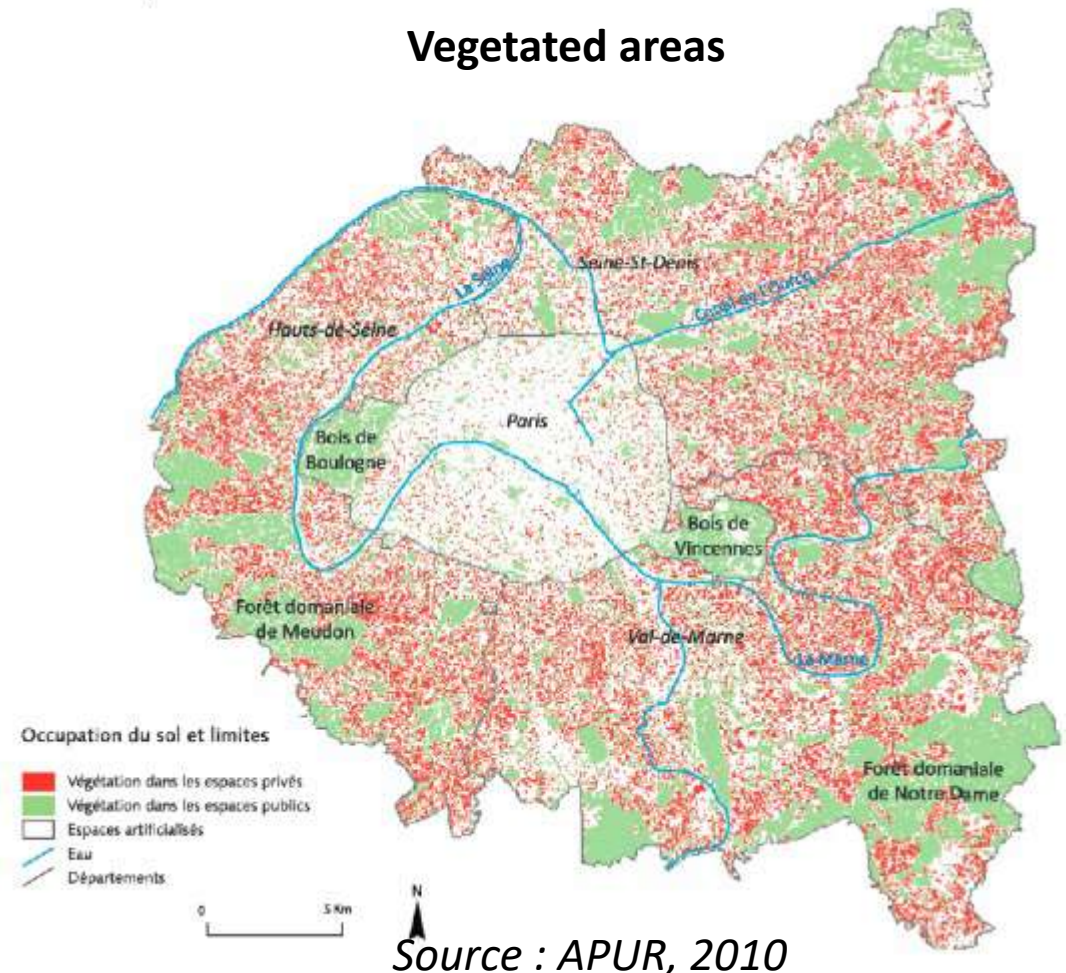 Vegetated areas
Seine-St-Denis
La Seine
Canal de l'Ourcq
Hauts-de-Seine
Paris
Bois de
Boulogne
Bois de
Vincennes
Forêt domaniale
de Meudon
Val-de-Marne
La Marne
Forêt domaniale
de Notre Dame
Occupation du sol et limites
Végétation dans les espaces privés
Végétation dans les espaces publics
Espaces artificialisés
Eau
Départements
0 5 Km
N
Source : APUR, 2010